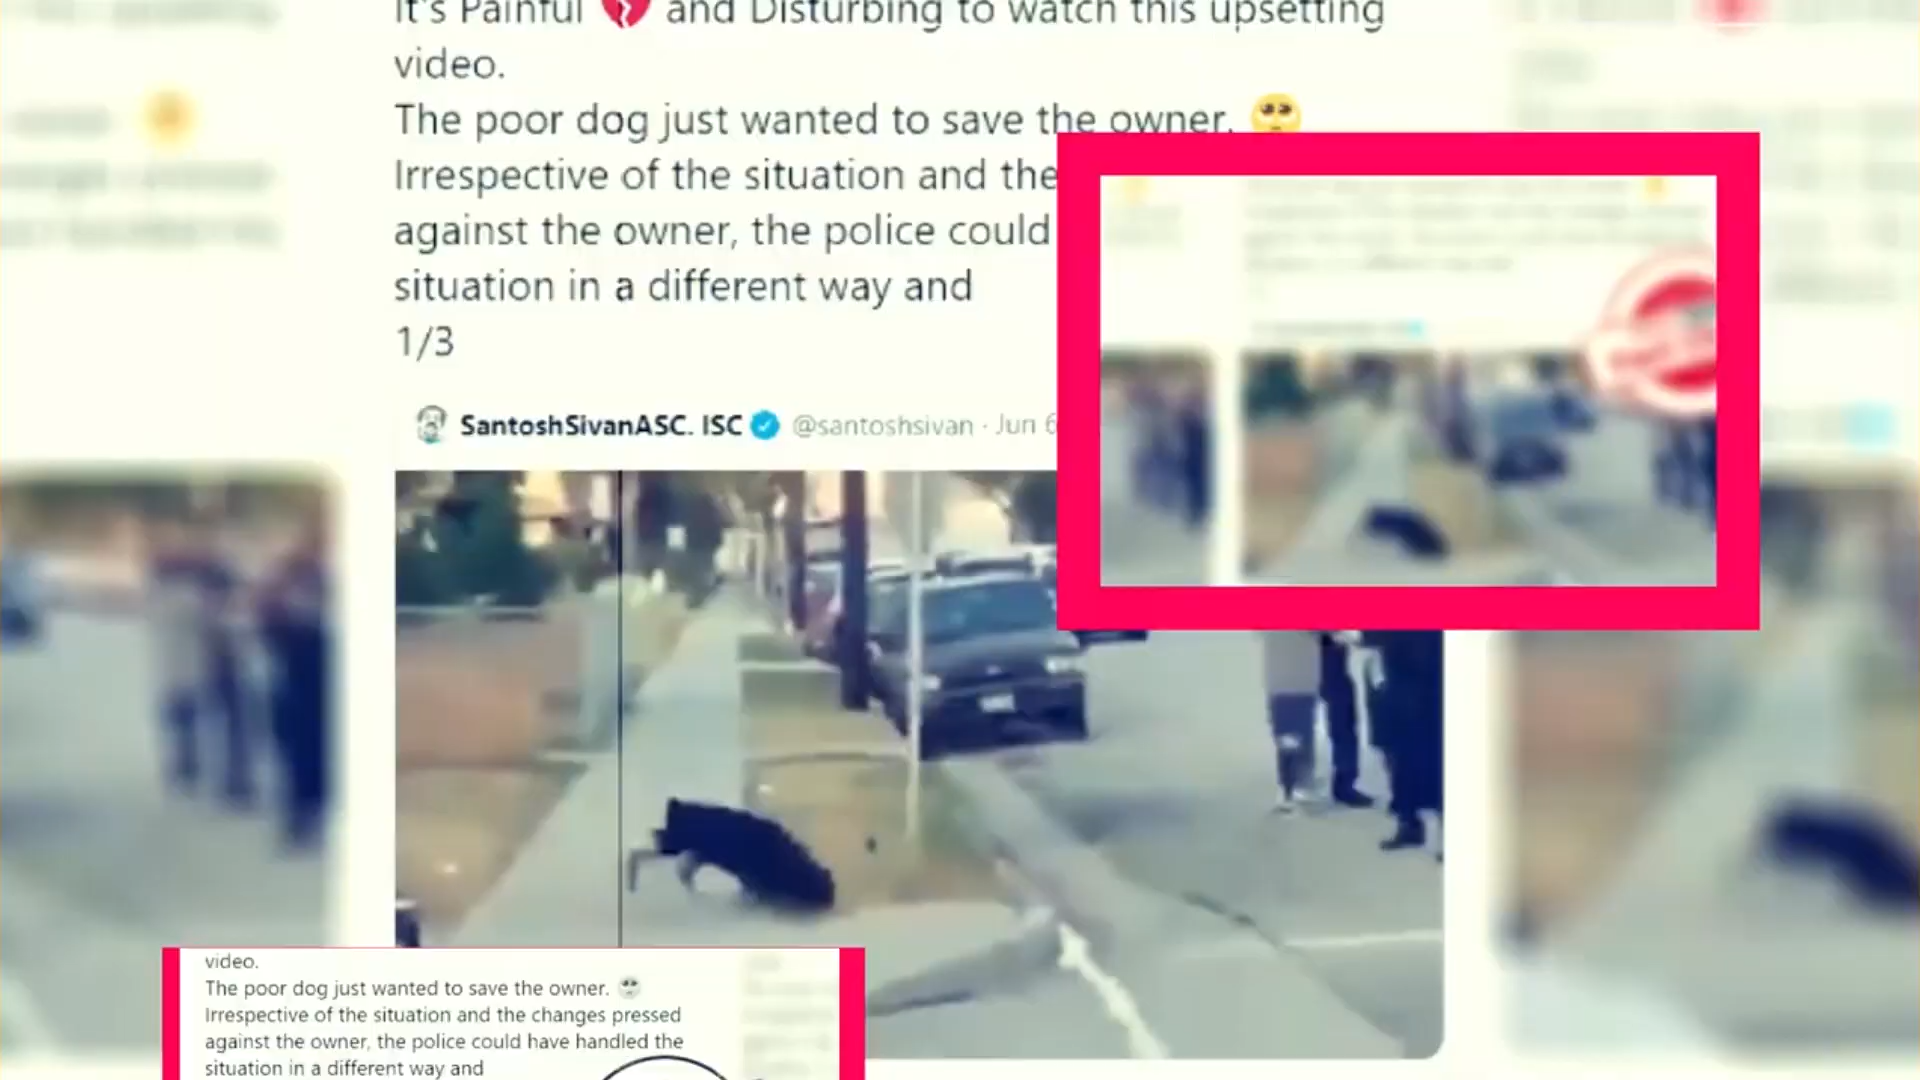 It's Painful 💔 and Disturbing to watch this upsetting
video.
The poor dog just wanted to save the owner. 🥺
Irrespective of the situation and the
against the owner, the police could
situation in a different way and
1/3
SantoshSivanASC. ISC @santoshsivan · Jun 6
video.
The poor dog just wanted to save the owner. 🥺
Irrespective of the situation and the changes pressed
against the owner, the police could have handled the
situation in a different way and